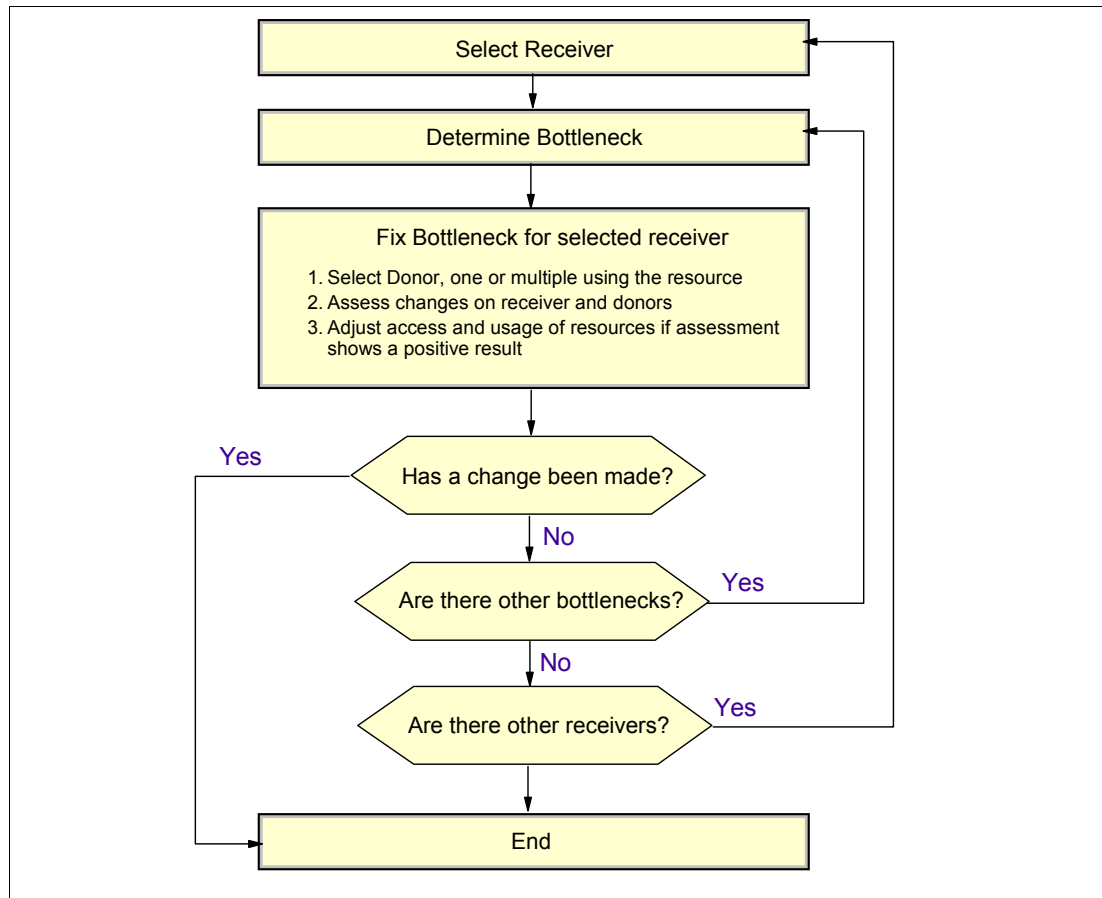 Select Receiver
Determine Bottleneck
Fix Bottleneck for selected receiver
1. Select Donor, one or multiple using the resource
2. Assess changes on receiver and donors
3. Adjust access and usage of resources if assessment
shows a positive result
Yes
Has a change been made?
No
Are there other bottlenecks?
Yes
No
Are there other receivers?
Yes
End